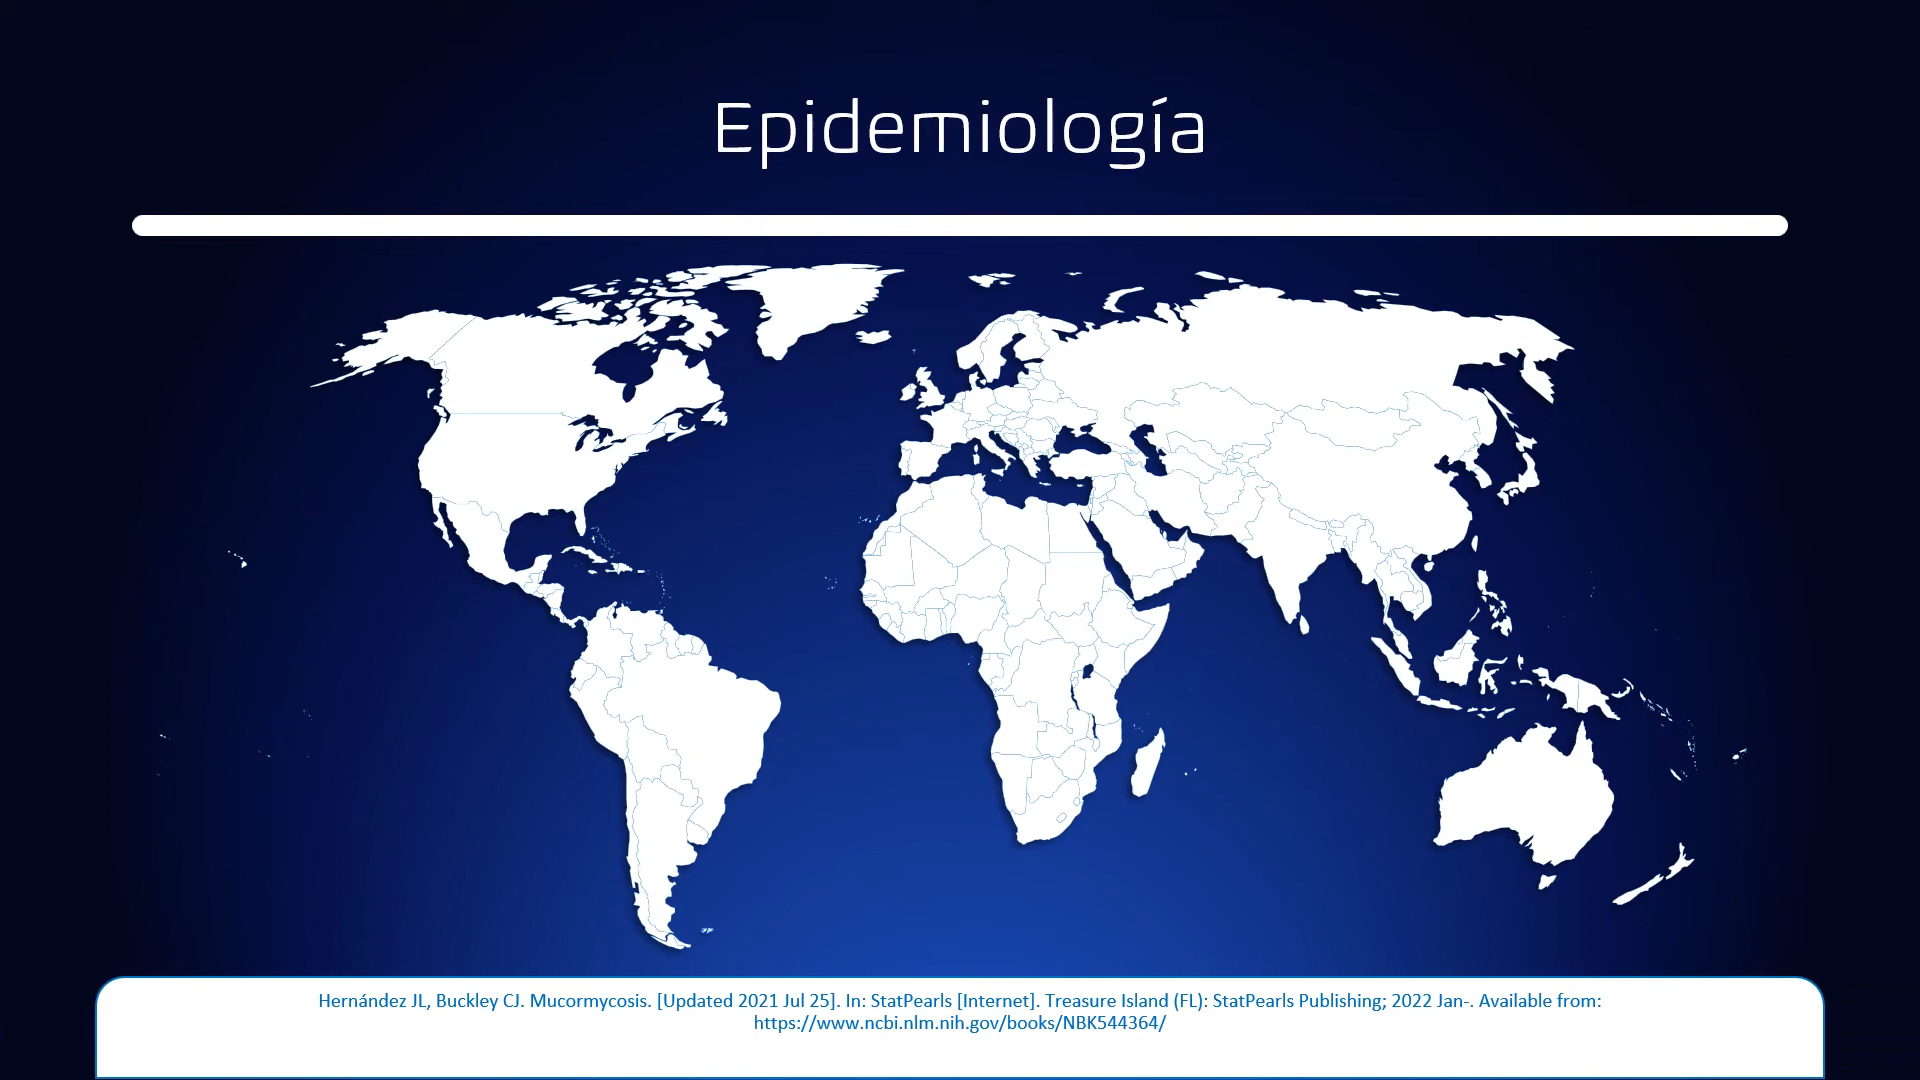 Epidemiología
Hernández JL, Buckley CJ. Mucormycosis. [Updated 2021 Jul 25]. In: StatPearls [Internet]. Treasure Island (FL): StatPearls Publishing; 2022 Jan-. Available from:
https://www.ncbi.nlm.nih.gov/books/NBK544364/